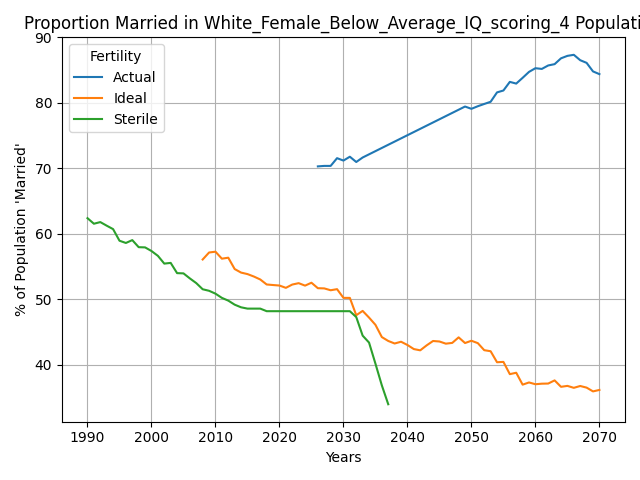 Proportion Married in White_Female_Below_Average_IQ_scoring_4 Populati
% of Population 'Married'
90
80
70
60
50
40
Fertility
Actual
Ideal
Sterile
1990 2000 2010 2020 2030 2040 2050 2060 2070
Years